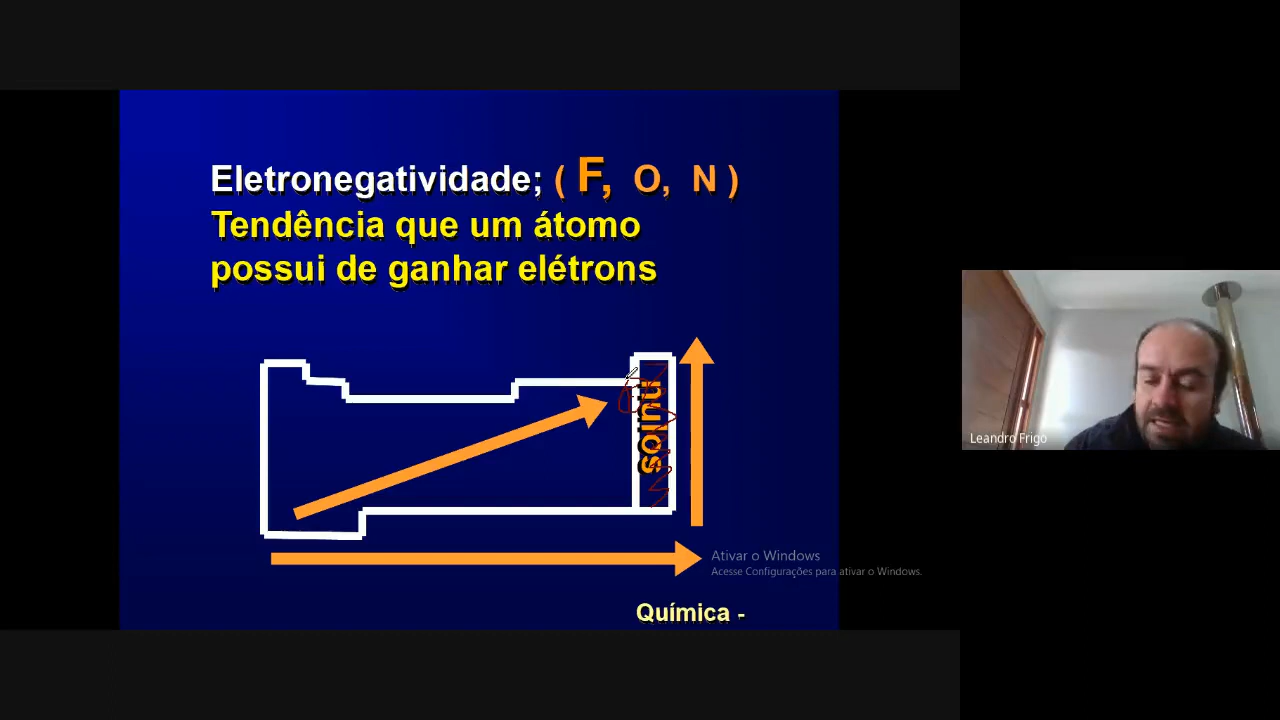 Eletronegatividade; ( F, O, N )
Tendência que um átomo
possui de ganhar elétrons
nulos
Leandro Frigo
Ativar o Windows
Acesse Configurações para ativar o Windows.
Química -